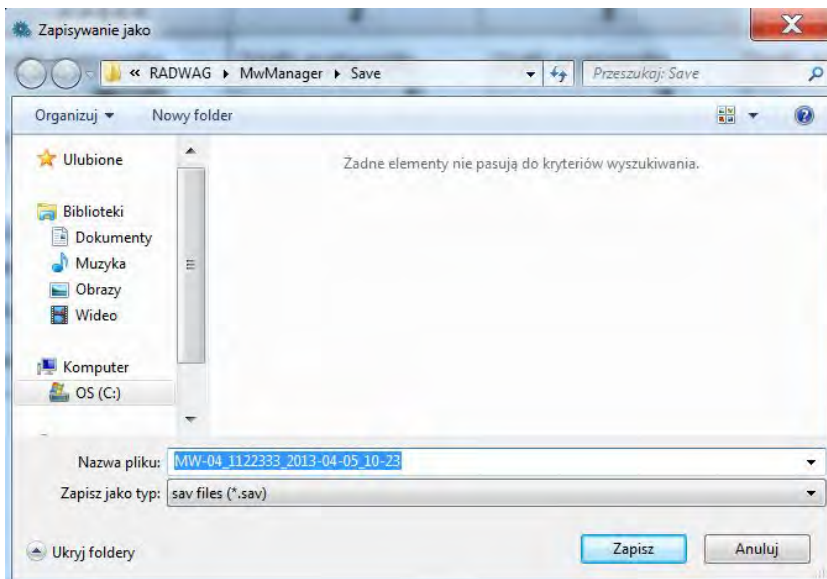 Zapisywanie jako
« RADWAG ▸ MwManager ▸ Save
Przeszukaj: Save
Organizuj
Nowy folder
Ulubione
Żadne elementy nie pasują do kryteriów wyszukiwania.
Biblioteki
Dokumenty
Muzyka
Obrazy
Wideo
Komputer
OS (C:)
Nazwa pliku: MW-04_1122333_2013-04-05_10-23
Zapisz jako typ: sav files (*.sav)
Ukryj foldery
Zapisz
Anuluj